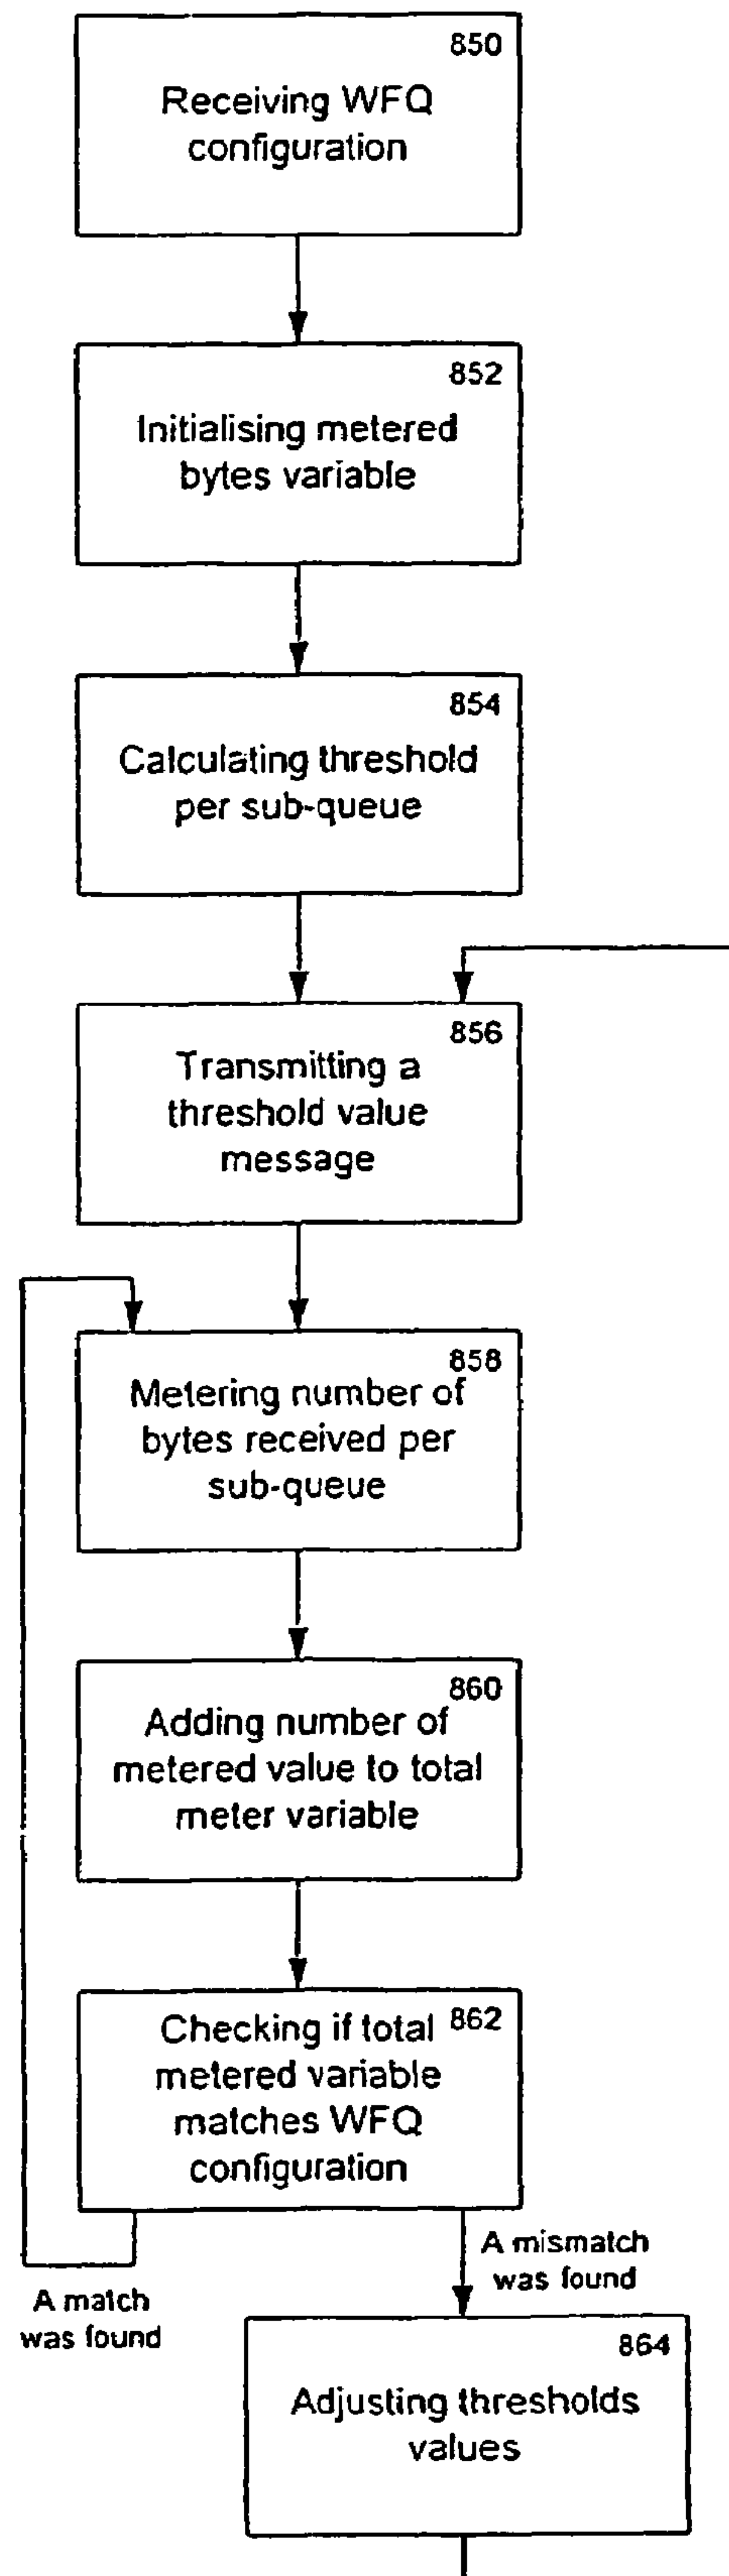 850
Receiving WFQ
configuration
852
Initialising metered
bytes variable
854
Calculating threshold
per sub-queue
856
Transmitting a
threshold value
message
858
Metering number of
bytes received per
sub-queue
860
Adding number of
metered value to total
meter variable
862
Checking if total
metered variable
matches WFQ
configuration
A mismatch
was found
A match
was found
864
Adjusting thresholds
values